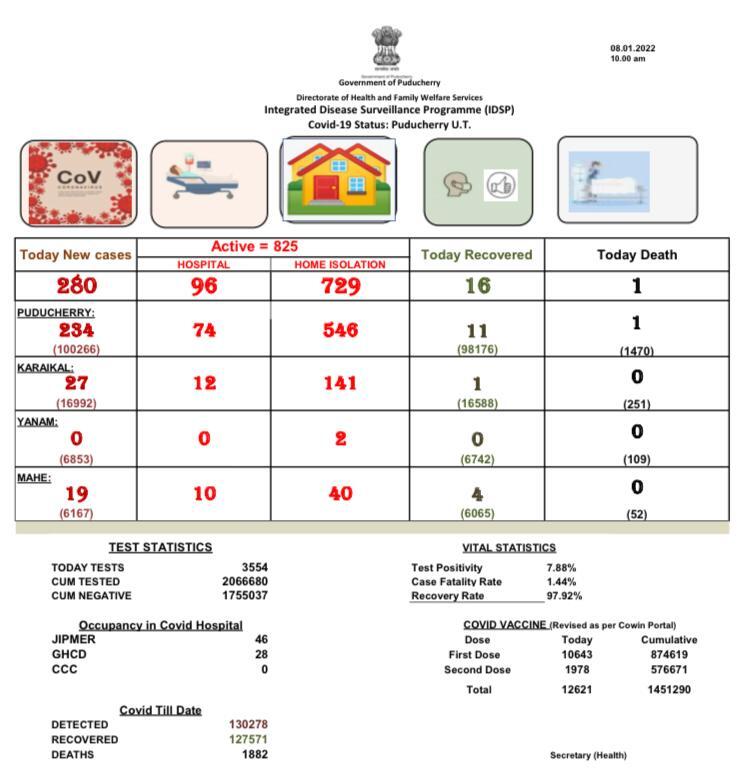 08.01.2022
10.00 am
Government of Puducherry
Government of Puducherry
Directorate of Health and Family Welfare Services
Integrated Disease Surveillance Programme (IDSP)
Covid-19 Status: Puducherry U.T.
CoV
CORONAVIRUS
Today New cases
Active = 825
HOSPITAL
HOME ISOLATION
Today Recovered
Today Death
280 96 729 16 1
PUDUCHERRY:
234 74 546 11 1
(100266) (98176) (1470)
KARAIKAL:
27 12 141 1 0
(16992) (16588) (251)
YANAM:
0 0 2 0 0
(6853) (6742) (109)
MAHE:
19 10 40 4 0
(6167) (6065) (52)
TEST STATISTICS
TODAY TESTS 3554
CUM TESTED 2066680
CUM NEGATIVE 1755037
VITAL STATISTICS
Test Positivity 7.88%
Case Fatality Rate 1.44%
Recovery Rate 97.92%
Occupancy in Covid Hospital
JIPMER 46
GHCD 28
CCC 0
COVID VACCINE (Revised as per Cowin Portal)
Dose Today Cumulative
First Dose 10643 874619
Second Dose 1978 576671
Total 12621 1451290
Covid Till Date
DETECTED 130278
RECOVERED 127571
DEATHS 1882
Secretary (Health)